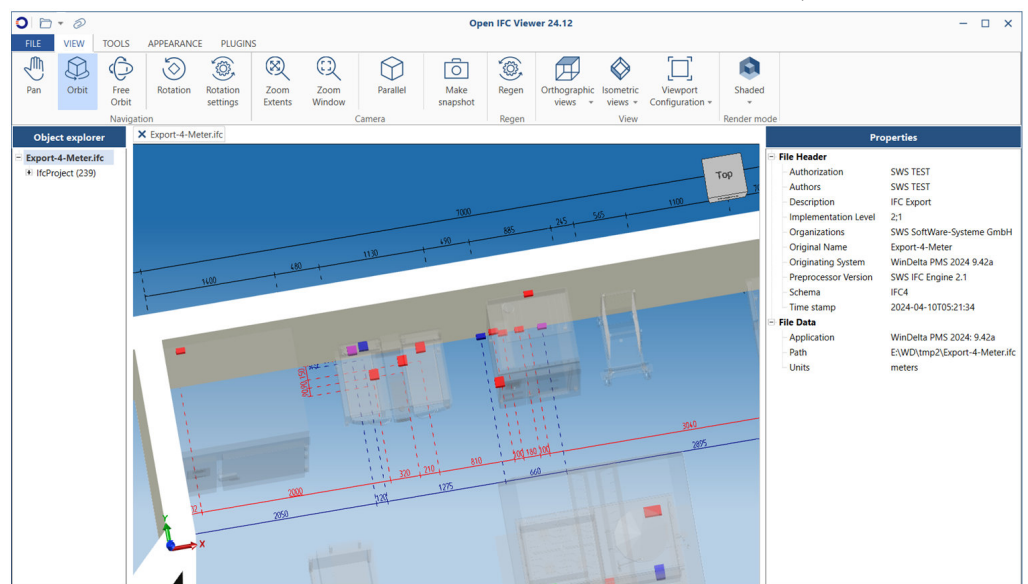 Open IFC Viewer 24.12
FILE VIEW TOOLS APPEARANCE PLUGINS
Pan
Orbit
Free Orbit
Rotation
Rotation settings
Zoom Extents
Zoom Window
Parallel
Make snapshot
Regen
Orthographic views
Isometric views
Viewport Configuration
Shaded
Navigation
Camera
Regen
View
Render mode
Object explorer
Export-4-Meter.ifc
IfcProject (239)
Export-4-Meter.ifc
Top
7000
1400 480 1130 490 885 245 565 1100
3040
2895
2000 320 210 810 100 180 100
2050 120 1275 660
Y
X
Properties
File Header
Authorization SWS TEST
Authors SWS TEST
Description IFC Export
Implementation Level 2;1
Organizations SWS SoftWare-Systeme GmbH
Original Name Export-4-Meter
Originating System WinDelta PMS 2024 9.42a
Preprocessor Version SWS IFC Engine 2.1
Schema IFC4
Time stamp 2024-04-10T05:21:34
File Data
Application WinDelta PMS 2024: 9.42a
Path E:\WD\tmp2\Export-4-Meter.ifc
Units meters